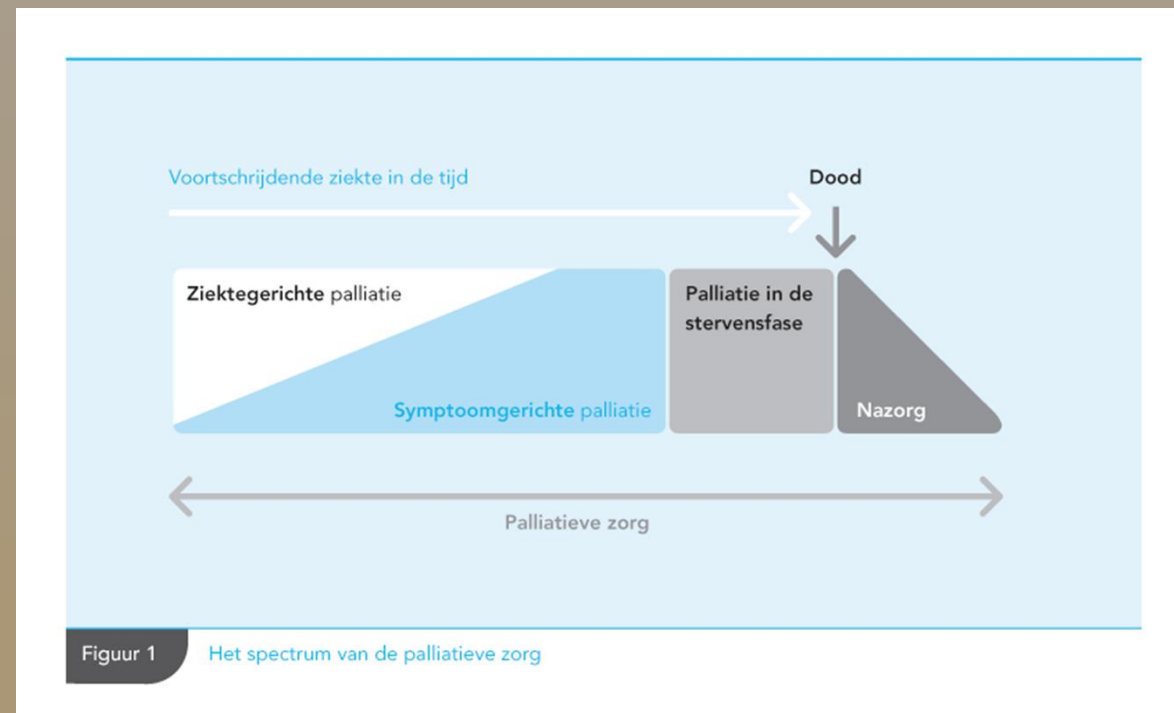 Voortschrijdende ziekte in de tijd
Dood
Ziektegerichte palliatie
Palliatie in de
stervensfase
Symptoomgerichte palliatie
Nazorg
Palliatieve zorg
Figuur 1
Het spectrum van de palliatieve zorg